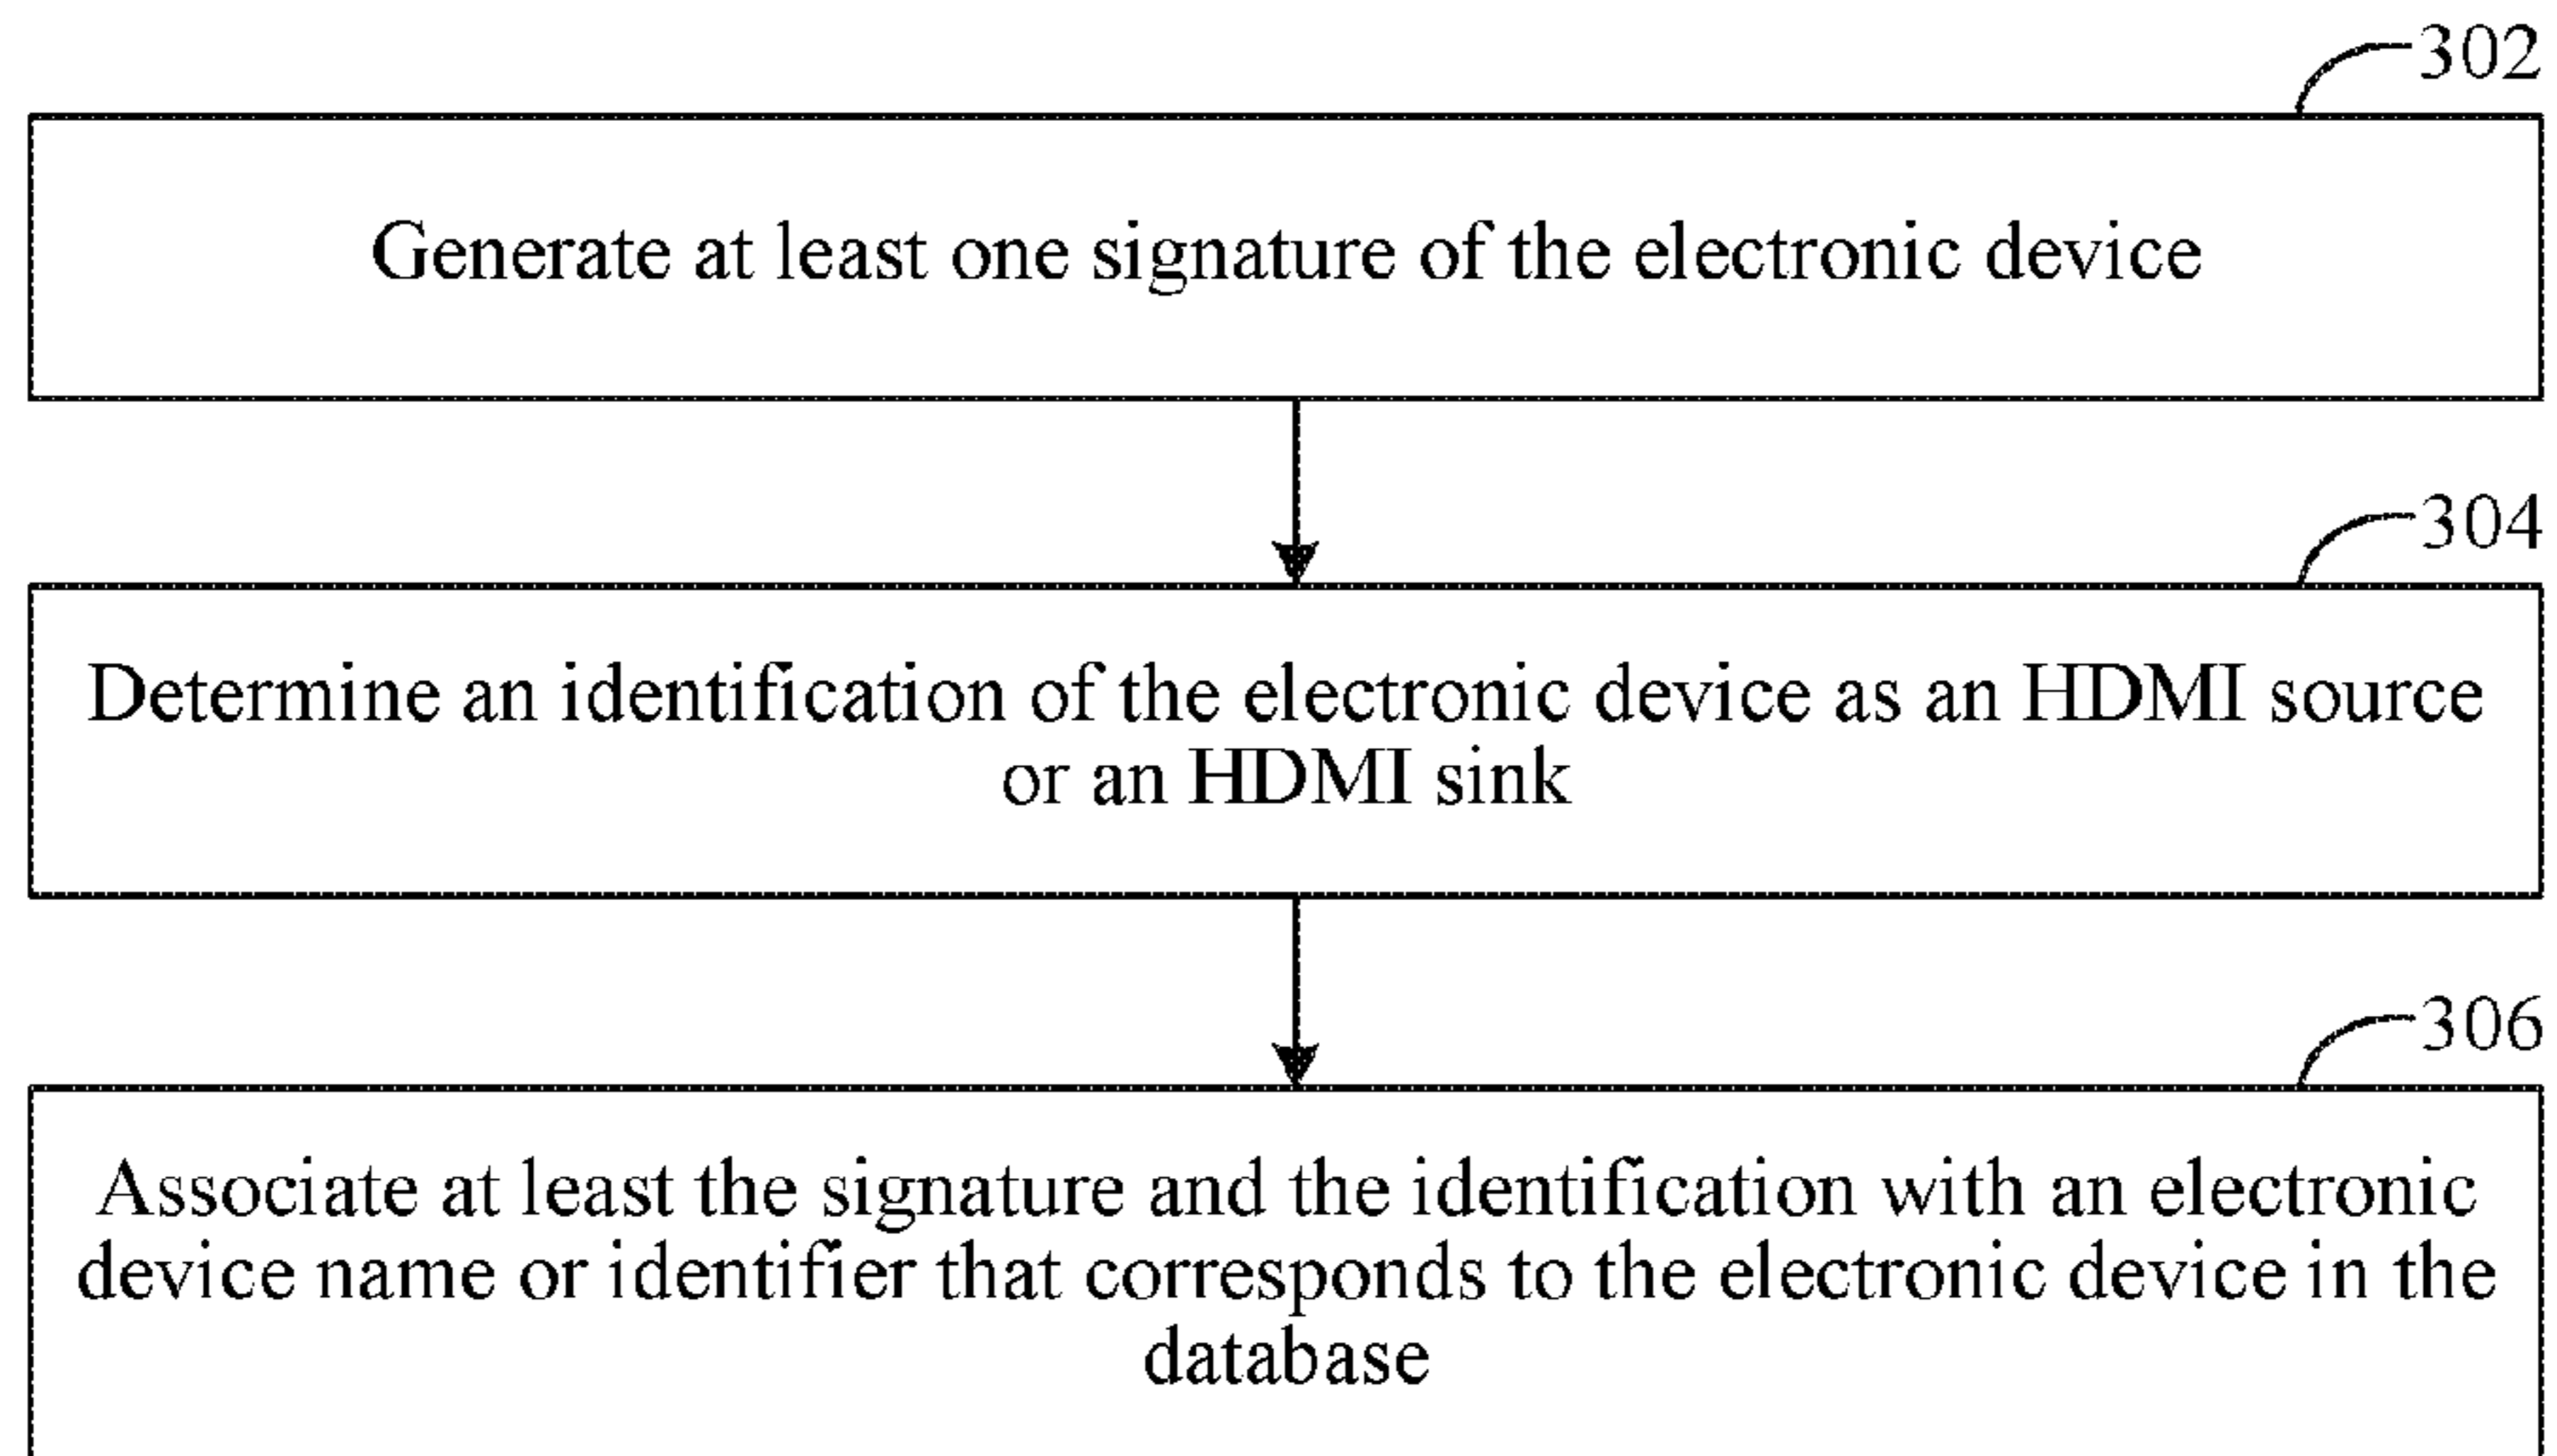 302
Generate at least one signature of the electronic device
304
Determine an identification of the electronic device as an HDMI source
or an HDMI sink
306
Associate at least the signature and the identification with an electronic
device name or identifier that corresponds to the electronic device in the
database